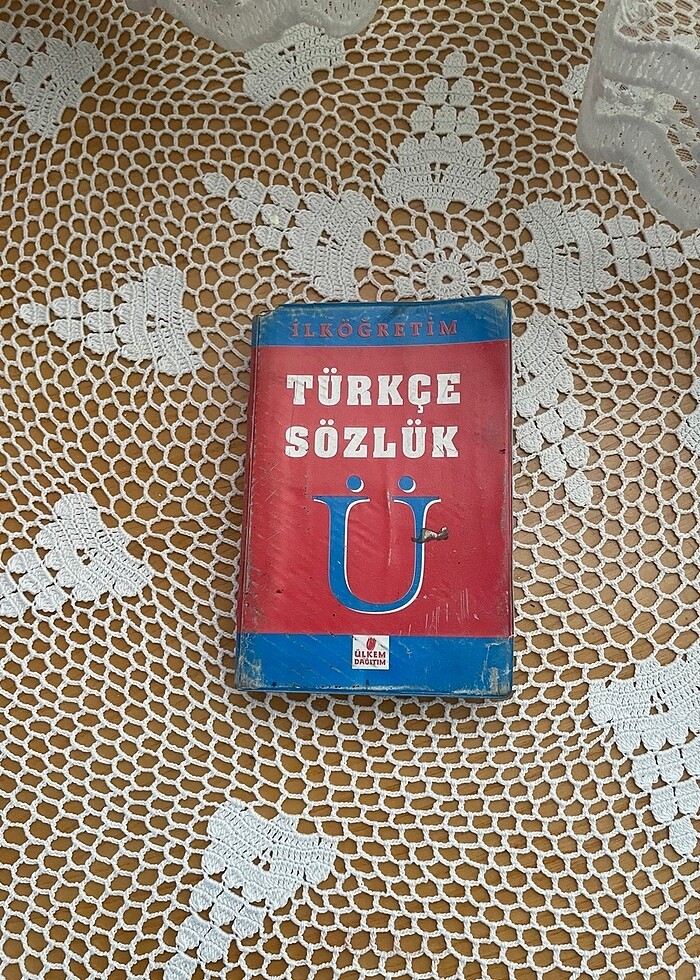 İLKÖĞRETİM
TÜRKÇE
SÖZLÜK
Ü
ÜLKEM
DAĞITIM